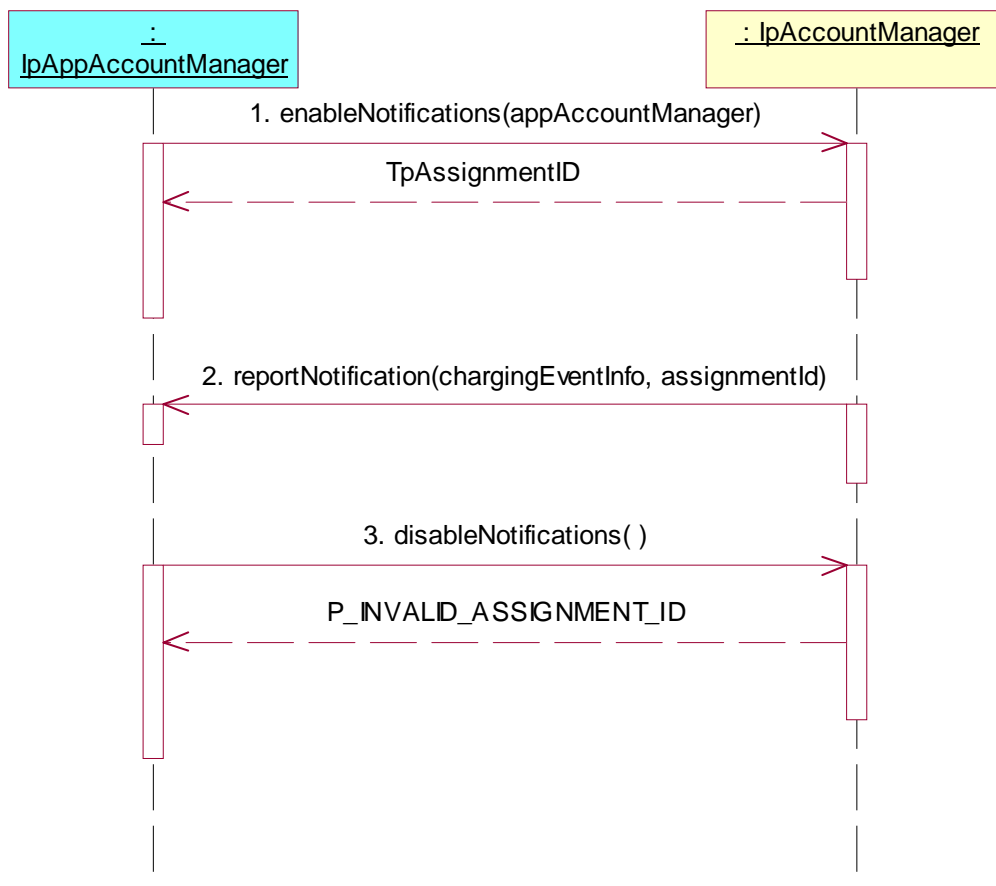 :
IpAppAccountManager
: IpAccountManager
1. enableNotifications(appAccountManager)
TpAssignmentID
2. reportNotification(chargingEventInfo, assignmentId)
3. disableNotifications( )
P_INVALID_ASSIGNMENT_ID